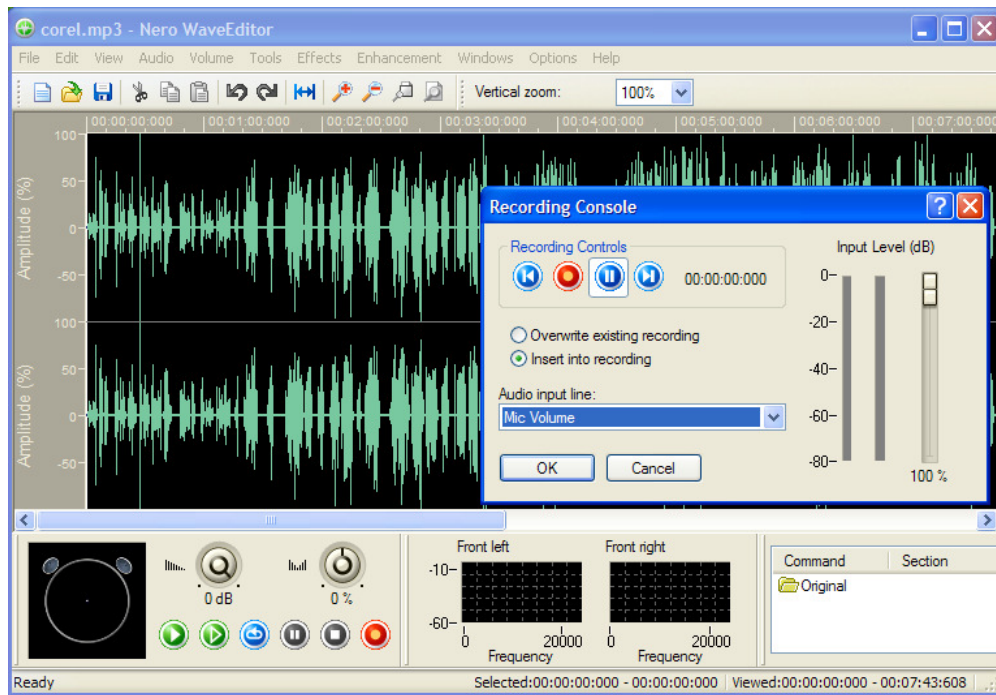 corel.mp3 - Nero WaveEditor
File Edit View Audio Volume Tools Effects Enhancement Windows Options Help
Vertical zoom: 100%
00:00:00:000 00:01:00:000 00:02:00:000 00:03:00:000 00:04:00:000 00:05:00:000 00:06:00:000 00:07:00:000
100
50
0
-50
100
50
0
-50
Amplitude (%)
Amplitude (%)
Recording Console
Recording Controls
00:00:00:000
Overwrite existing recording
Insert into recording
Audio input line:
Mic Volume
OK Cancel
Input Level (dB)
0
-20
-40
-60
-80
100 %
0 dB
0 %
Front left
-10
-60
0 20000
Frequency
Front right
0 20000
Frequency
Command Section
Original
Ready
Selected:00:00:00:000 - 00:00:00:000
Viewed:00:00:00:000 - 00:07:43:608